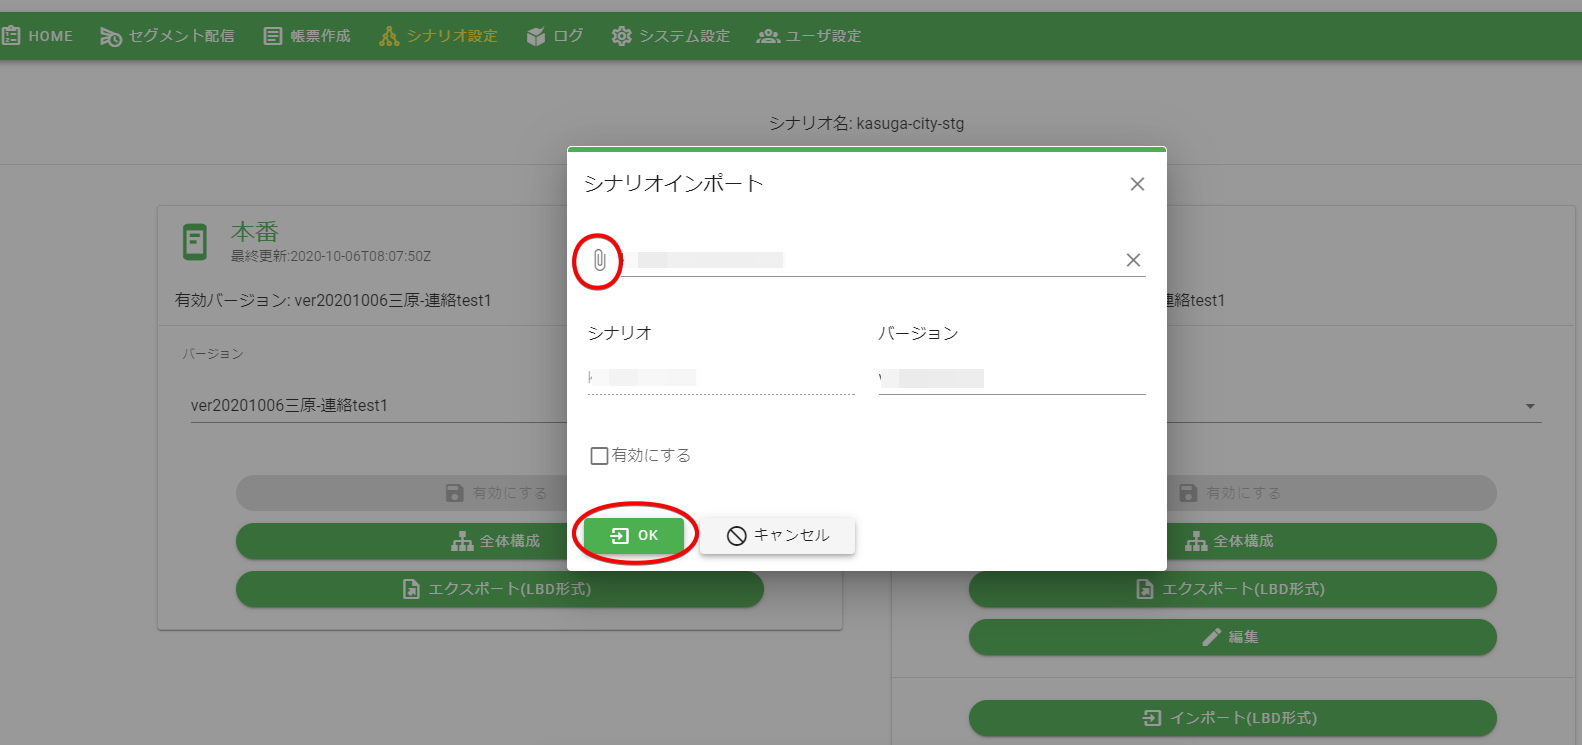 HOME セグメント配信 帳票作成 シナリオ設定 ログ システム設定 ユーザ設定
シナリオ名: kasuga-city-stg
シナリオインポート
本番
最終更新:2020-10-06T08:07:50Z
有効バージョン: ver20201006三原-連絡test1
絡test1
シナリオ
バージョン
バージョン
ver20201006三原-連絡test1
有効にする
有効にする
有効にする
OK
キャンセル
全体構成
全体構成
エクスポート(LBD形式)
エクスポート(LBD形式)
編集
インポート(LBD形式)